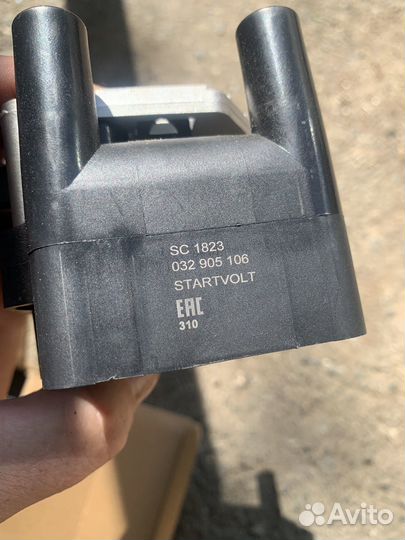 SC 1823
032 905 106
STARTVOLT
EAC
310
Avito